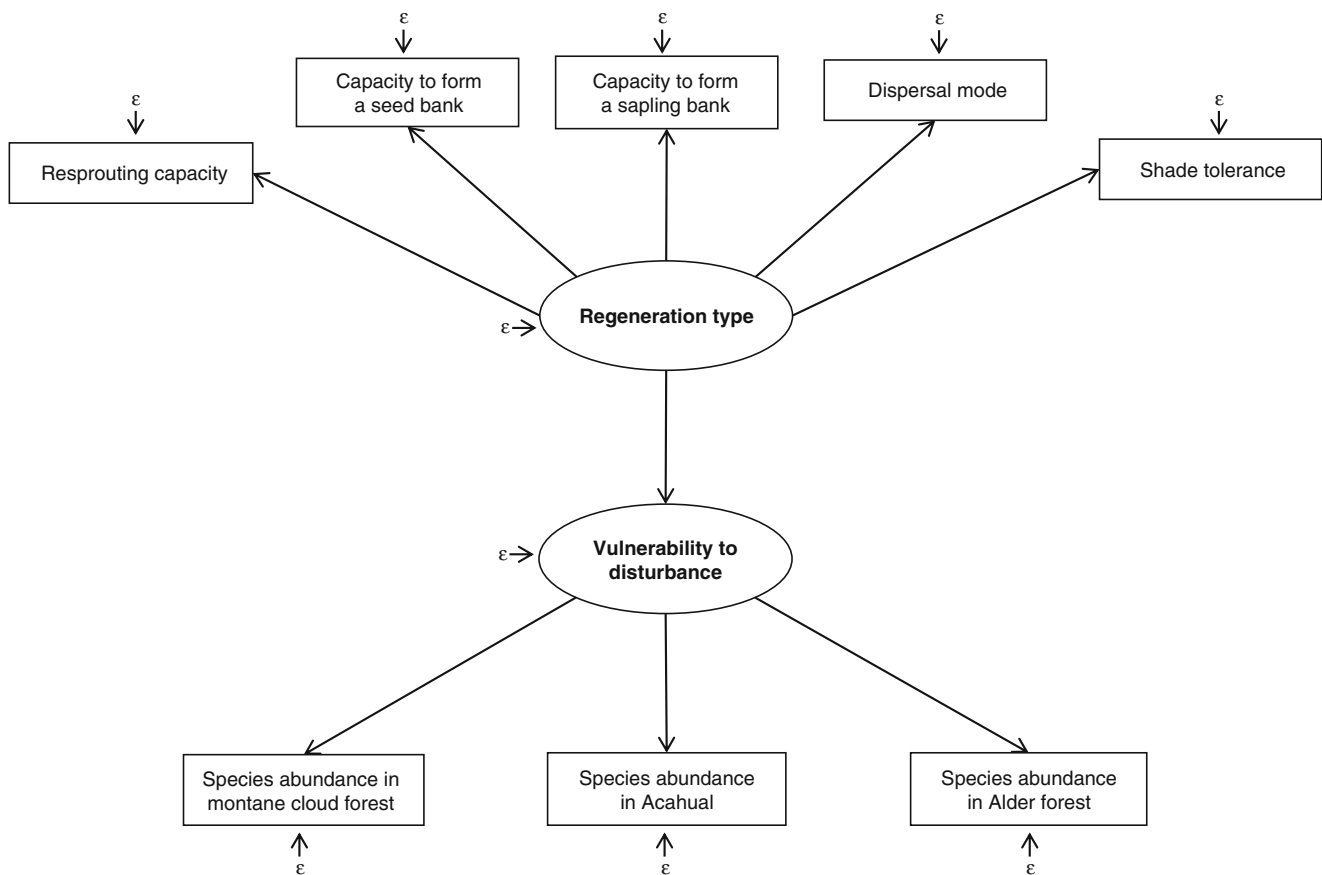 ε
Capacity to form
a seed bank
ε
Capacity to form
a sapling bank
ε
Dispersal mode
ε
Resprouting capacity
ε
Shade tolerance
ε
Regeneration type
ε
Vulnerability to
disturbance
Species abundance in
montane cloud forest
ε
Species abundance
in Acahual
ε
Species abundance
in Alder forest
ε